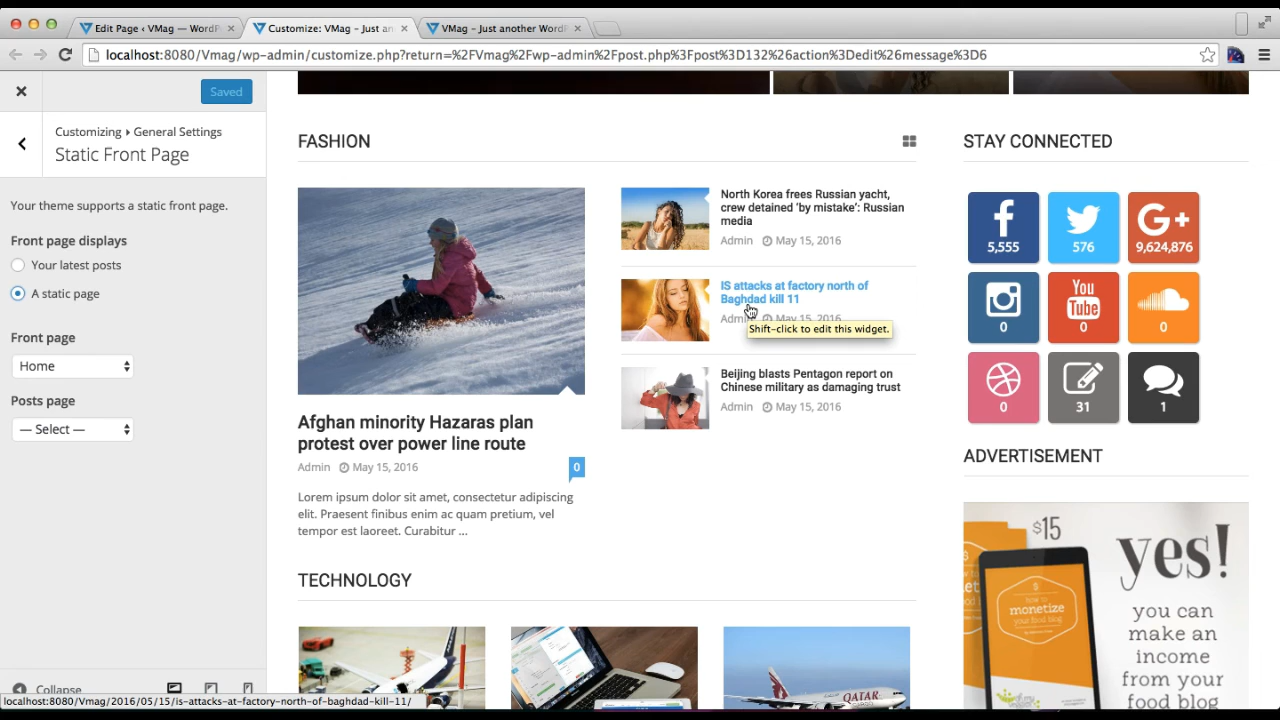 Edit Page ‹ VMag — WordP
Customize: VMag – Just an
VMag – Just another WordP
localhost:8080/Vmag/wp-admin/customize.php?return=%2FVmag%2Fwp-admin%2Fpost.php%3Fpost%3D132%26action%3Dedit%26message%3D6
Saved
Customizing ▸ General Settings
Static Front Page
Your theme supports a static front page.
Front page displays
Your latest posts
A static page
Front page
Home
Posts page
— Select —
Collapse
localhost:8080/Vmag/2016/05/15/is-attacks-at-factory-north-of-baghdad-kill-11/
FASHION
Afghan minority Hazaras plan
protest over power line route
Admin May 15, 2016
0
Lorem ipsum dolor sit amet, consectetur adipiscing
elit. Praesent finibus enim ac quam pretium, vel
tempor est laoreet. Curabitur ...
North Korea frees Russian yacht,
crew detained ‘by mistake’: Russian
media
Admin May 15, 2016
IS attacks at factory north of
Baghdad kill 11
Admin May 15, 2016
Shift-click to edit this widget.
Beijing blasts Pentagon report on
Chinese military as damaging trust
Admin May 15, 2016
TECHNOLOGY
QATAR
STAY CONNECTED
5,555
576
G+
9,624,876
0
You
Tube
0
0
0
31
1
ADVERTISEMENT
$15
yes!
how to
monetize
your food blog
you can
make an
income
from your
food blog